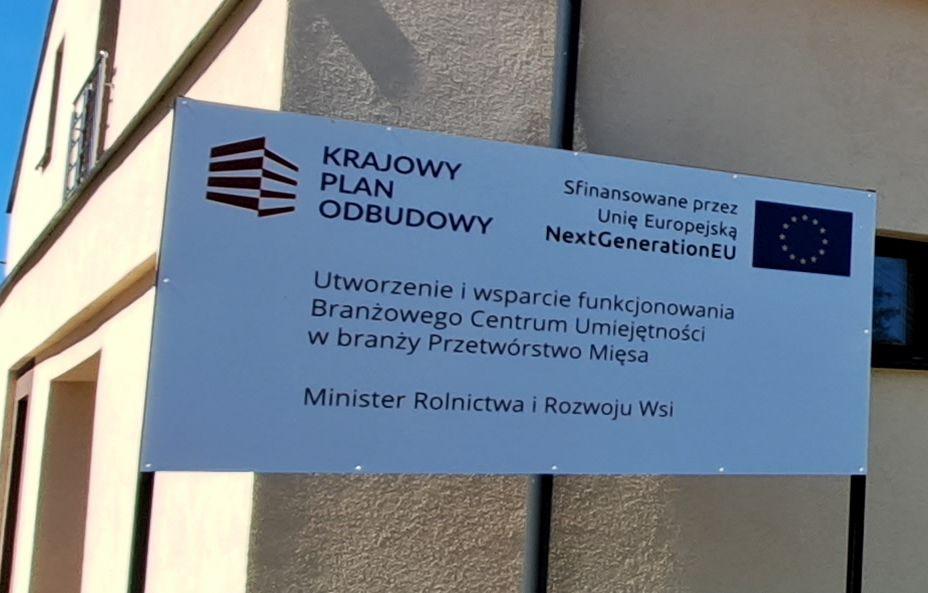 KRAJOWY
PLAN
ODBUDOWY
Sfinansowane przez
Unię Europejską
NextGenerationEU
Utworzenie i wsparcie funkcjonowania
Branżowego Centrum Umiejętności
w branży Przetwórstwo Mięsa
Minister Rolnictwa i Rozwoju Wsi